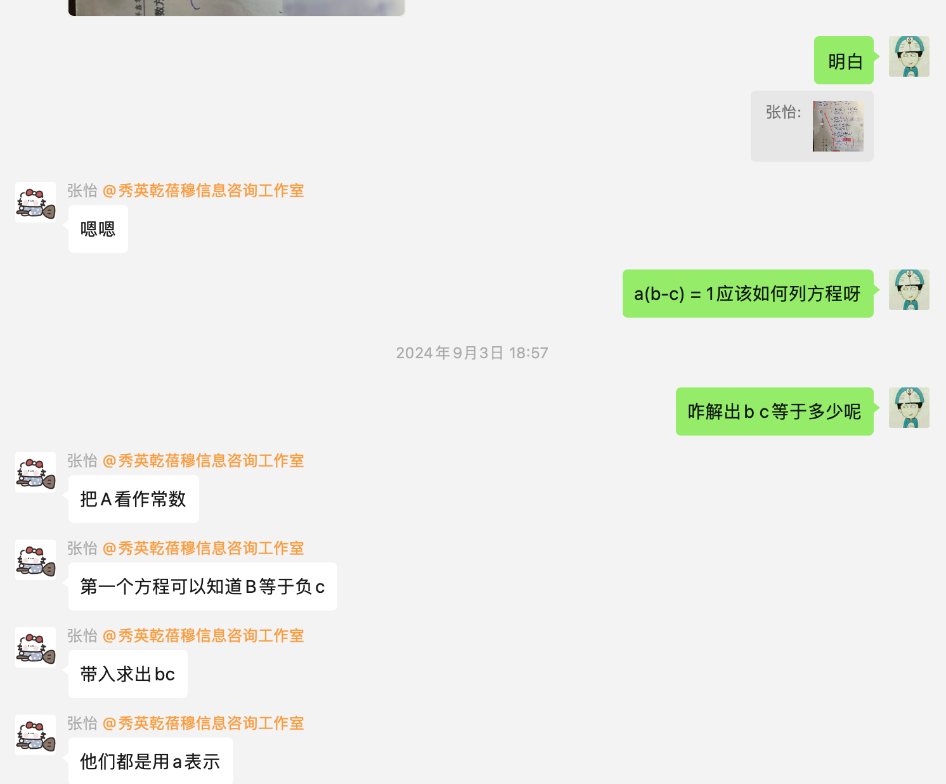 明白
张怡:
张怡 @秀英乾蓓穆信息咨询工作室
嗯嗯
a(b-c) = 1应该如何列方程呀
2024年9月3日 18:57
咋解出b c等于多少呢
张怡 @秀英乾蓓穆信息咨询工作室
把A看作常数
张怡 @秀英乾蓓穆信息咨询工作室
第一个方程可以知道B等于负c
张怡 @秀英乾蓓穆信息咨询工作室
带入求出bc
张怡 @秀英乾蓓穆信息咨询工作室
他们都是用a表示